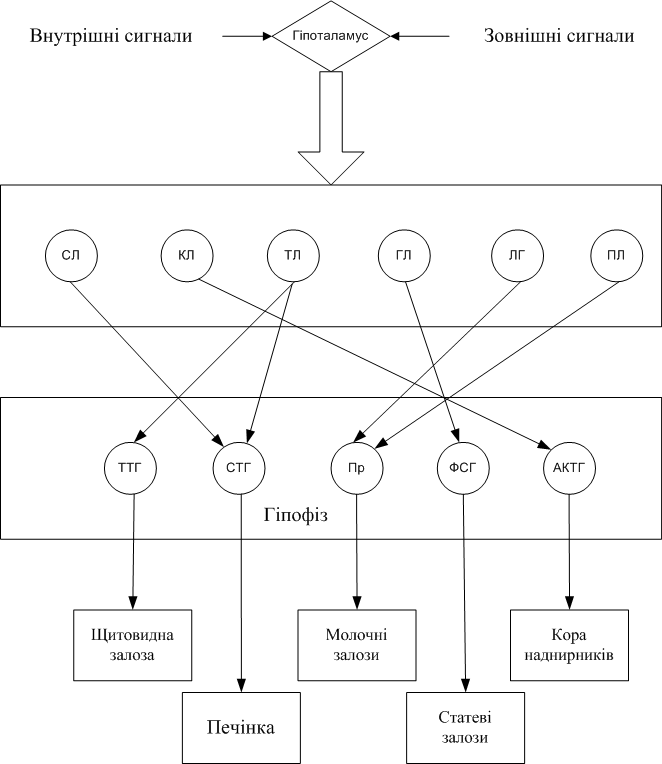 Внутрішні сигнали
Гіпоталамус
Зовнішні сигнали
СЛ
КЛ
ТЛ
ГЛ
ЛГ
ПЛ
ТТГ
СТГ
Пр
ФСГ
АКТГ
Гіпофіз
Щитовидна
залоза
Молочні
залози
Кора
наднирників
Печінка
Статеві
залози